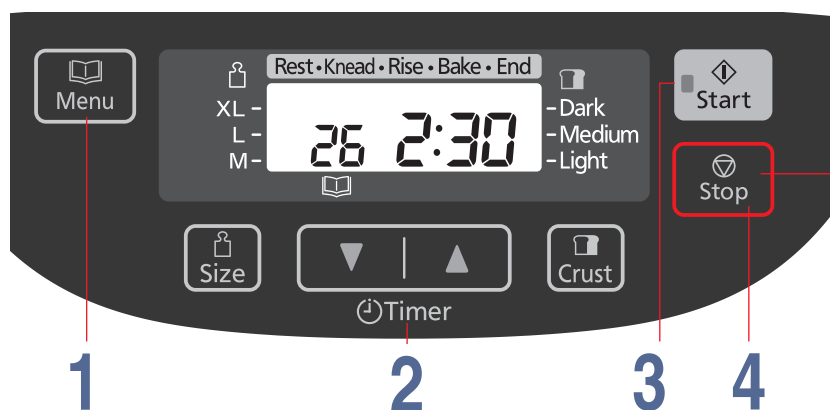 Menu
Rest • Knead • Rise • Bake • End
XL
L
M
26 2:30
Dark
Medium
Light
Start
Stop
Size
Timer
Crust
1
2
3
4